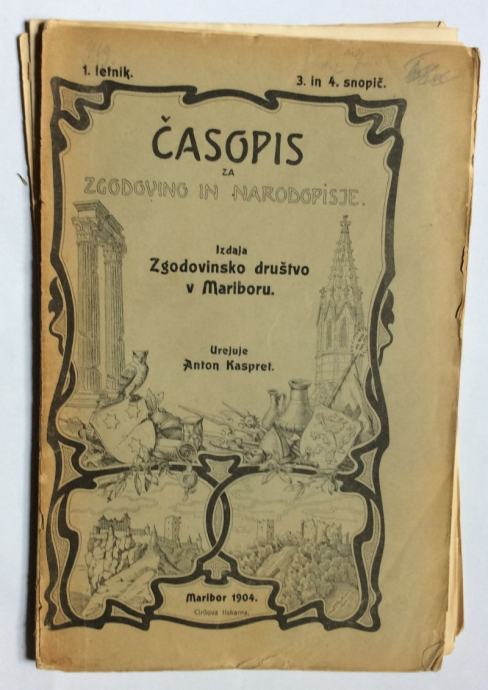 1. letnik.
3. in 4. snopič.
ČASOPIS
ZA
ZGODOVINO IN NARODOPISJE.
Izdaja
Zgodovinsko društvo
v Mariboru.
Urejuje
Anton Kaspret.
Maribor 1904.
Cirilova tiskarna.